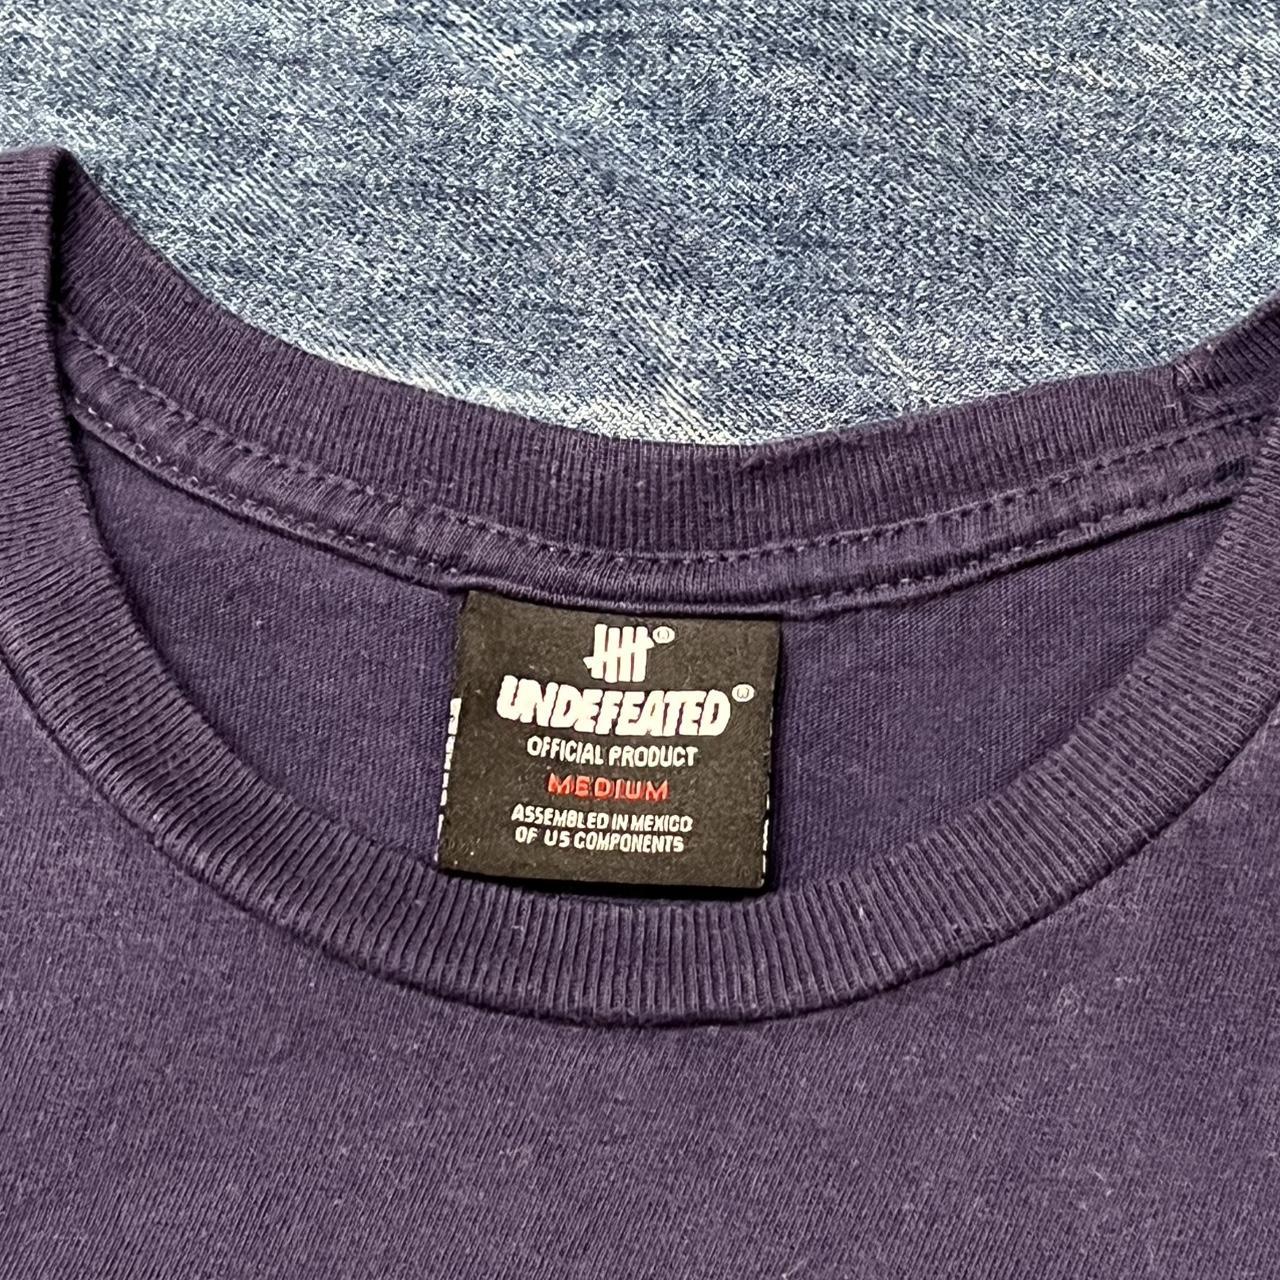 ®
UNDEFEATED®
OFFICIAL PRODUCT
MEDIUM
ASSEMBLED IN MEXICO
OF US COMPONENTS